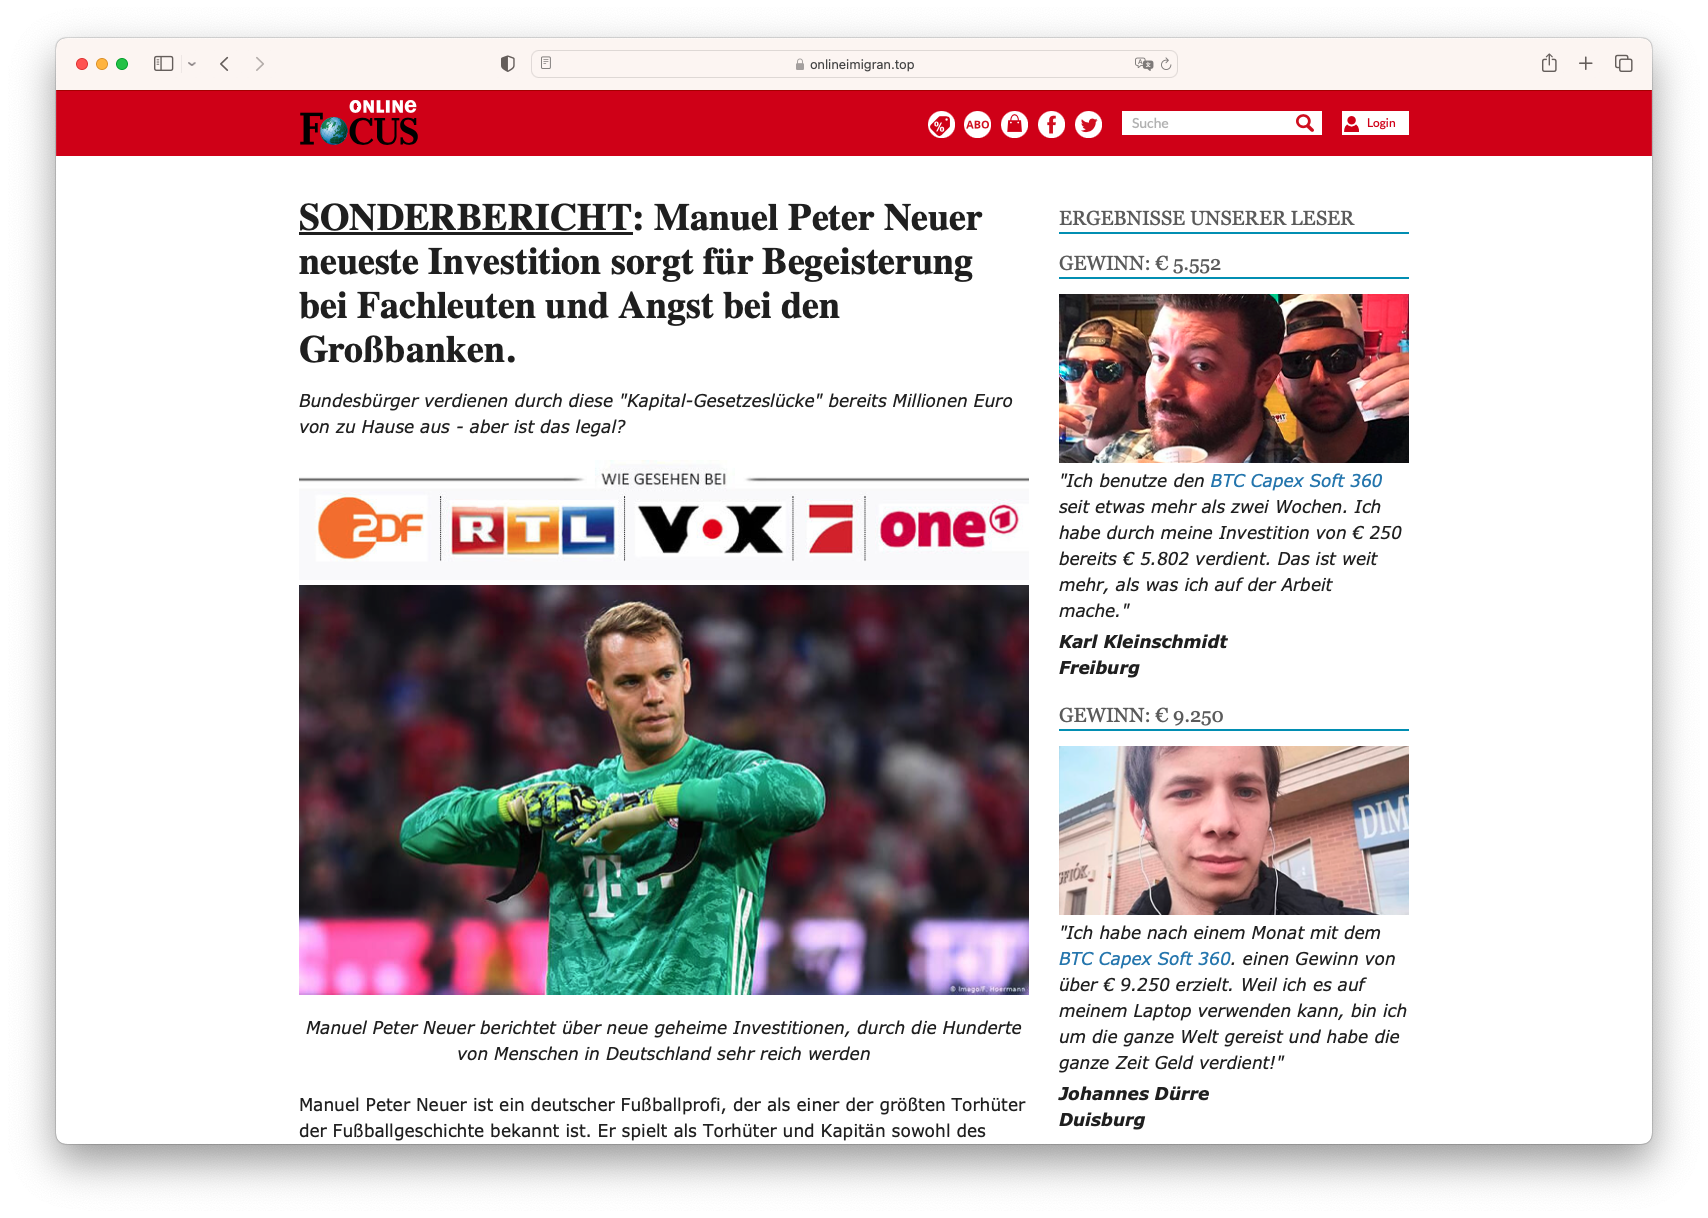 onlineimigran.top
ONLINE
FOCUS
%
ABO
Suche
Login
SONDERBERICHT: Manuel Peter Neuer
neueste Investition sorgt für Begeisterung
bei Fachleuten und Angst bei den
Großbanken.
Bundesbürger verdienen durch diese "Kapital-Gesetzeslücke" bereits Millionen Euro
von zu Hause aus - aber ist das legal?
WIE GESEHEN BEI
ZDF RTL VOX 7 one 1
T
© Imago/F. Hoermann
Manuel Peter Neuer berichtet über neue geheime Investitionen, durch die Hunderte
von Menschen in Deutschland sehr reich werden
Manuel Peter Neuer ist ein deutscher Fußballprofi, der als einer der größten Torhüter
der Fußballgeschichte bekannt ist. Er spielt als Torhüter und Kapitän sowohl des
ERGEBNISSE UNSERER LESER
GEWINN: € 5.552
"Ich benutze den BTC Capex Soft 360
seit etwas mehr als zwei Wochen. Ich
habe durch meine Investition von € 250
bereits € 5.802 verdient. Das ist weit
mehr, als was ich auf der Arbeit
mache."
Karl Kleinschmidt
Freiburg
GEWINN: € 9.250
DIM
"Ich habe nach einem Monat mit dem
BTC Capex Soft 360. einen Gewinn von
über € 9.250 erzielt. Weil ich es auf
meinem Laptop verwenden kann, bin ich
um die ganze Welt gereist und habe die
ganze Zeit Geld verdient!"
Johannes Dürre
Duisburg